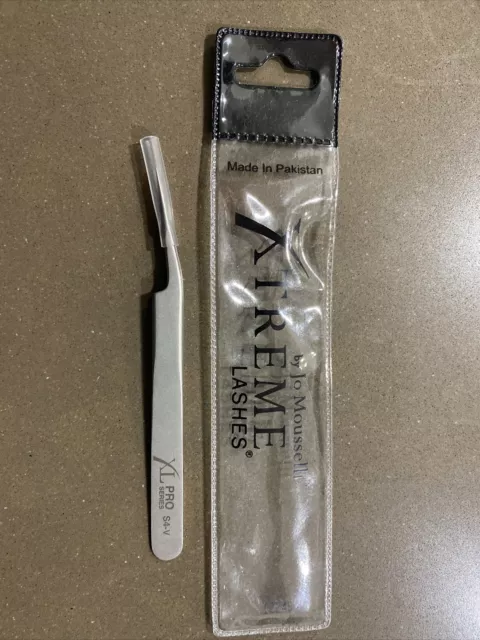 Made In Pakistan
XTREME
by Jo Mousselli
LASHES®
XL PRO
SERIES
S4-V